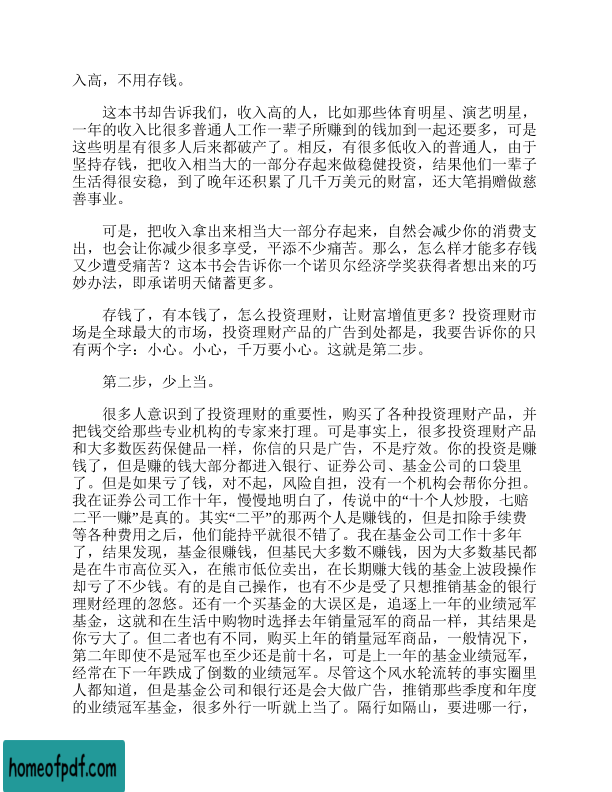 入高，不用存钱。
这本书却告诉我们，收入高的人，比如那些体育明星、演艺明星，
一年的收入比很多普通人工作一辈子所赚到的钱加到一起还要多，可是
这些明星有很多人后来都破产了。相反，有很多低收入的普通人，由于
坚持存钱，把收入相当大的一部分存起来做稳健投资，结果他们一辈子
生活得很安稳，到了晚年还积累了几千万美元的财富，还大笔捐赠做慈
善事业。
可是，把收入拿出来相当大一部分存起来，自然会减少你的消费支
出，也会让你减少很多享受，平添不少痛苦。那么，怎么样才能多存钱
又少遭受痛苦？这本书会告诉你一个诺贝尔经济学奖获得者想出来的巧
妙办法，即承诺明天储蓄更多。
存钱了，有本钱了，怎么投资理财，让财富增值更多？投资理财市
场是全球最大的市场，投资理财产品的广告到处都是，我要告诉你的只
有两个字：小心。小心，千万要小心。这就是第二步。
第二步，少上当。
很多人意识到了投资理财的重要性，购买了各种投资理财产品，并
把钱交给那些专业机构的专家来打理。可是事实上，很多投资理财产品
和大多数医药保健品一样，你信的只是广告，不是疗效。你的投资是赚
钱了，但是赚的钱大部分都进入银行、证券公司、基金公司的口袋里
了。但是如果亏了钱，对不起，风险自担，没有一个机构会帮你分担。
我在证券公司工作十年，慢慢地明白了，传说中的“十个人炒股，七赔
二平一赚”是真的。其实“二平”的那两个人是赚钱的，但是扣除手续费
等各种费用之后，他们能持平就很不错了。我在基金公司工作十多年
了，结果发现，基金很赚钱，但基民大多数不赚钱，因为大多数基民都
是在牛市高位买入，在熊市低位卖出，在长期赚大钱的基金上波段操作
却亏了不少钱。有的是自己操作，也有不少是受了只想推销基金的银行
理财经理的忽悠。还有一个买基金的大误区是，追逐上一年的业绩冠军
基金，这就和在生活中购物时选择去年销量冠军的商品一样，其结果是
你亏大了。但二者也有不同，购买上年的销量冠军商品，一般情况下，
第二年即使不是冠军也至少还是前十名，可是上一年的基金业绩冠军，
经常在下一年跌成了倒数的业绩冠军。尽管这个风水轮流转的事实圈里
人都知道，但是基金公司和银行还是会大做广告，推销那些季度和年度
的业绩冠军基金，很多外行一听就上当了。隔行如隔山，要进哪一行，
homeofpdf.com